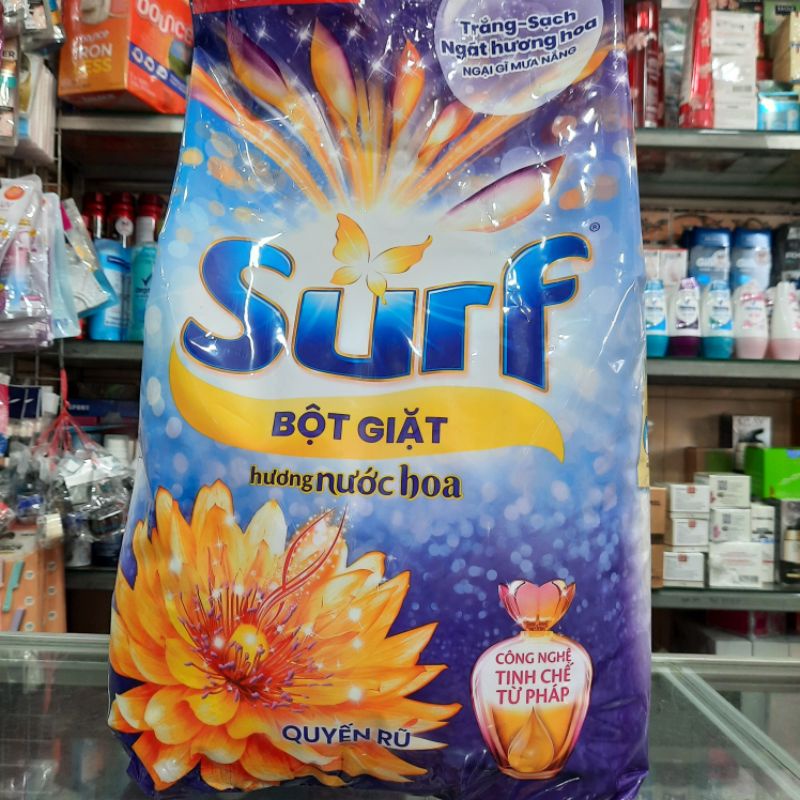 Trắng-Sạch
Ngát hương hoa
NGẠI GÌ MƯA NẮNG
Surf®
BỘT GIẶT
hương nước hoa
CÔNG NGHỆ
TINH CHẾ
TỪ PHÁP
QUYẾN RŨ